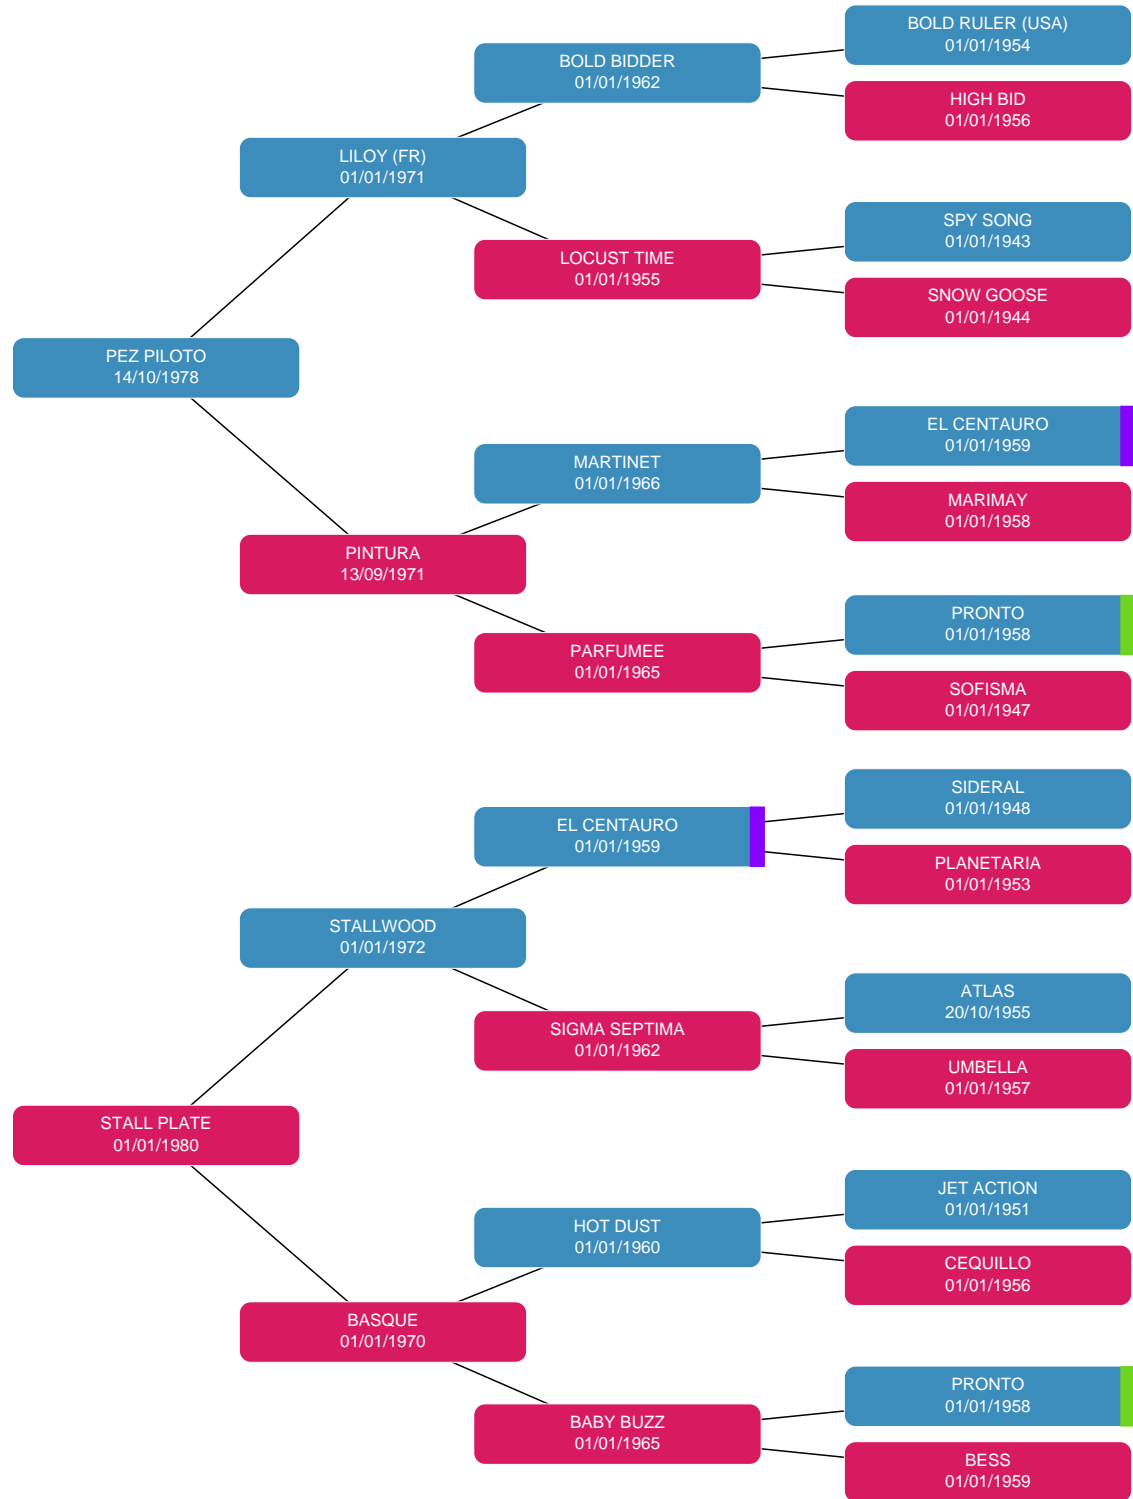 BOLD RULER (USA)
01/01/1954
BOLD BIDDER
01/01/1962
HIGH BID
01/01/1956
LILOY (FR)
01/01/1971
SPY SONG
01/01/1943
LOCUST TIME
01/01/1955
SNOW GOOSE
01/01/1944
PEZ PILOTO
14/10/1978
EL CENTAURO
01/01/1959
MARTINET
01/01/1966
MARIMAY
01/01/1958
PINTURA
13/09/1971
PRONTO
01/01/1958
PARFUMEE
01/01/1965
SOFISMA
01/01/1947
SIDERAL
01/01/1948
EL CENTAURO
01/01/1959
PLANETARIA
01/01/1953
STALLWOOD
01/01/1972
ATLAS
20/10/1955
SIGMA SEPTIMA
01/01/1962
UMBELLA
01/01/1957
STALL PLATE
01/01/1980
JET ACTION
01/01/1951
HOT DUST
01/01/1960
CEQUILLO
01/01/1956
BASQUE
01/01/1970
PRONTO
01/01/1958
BABY BUZZ
01/01/1965
BESS
01/01/1959